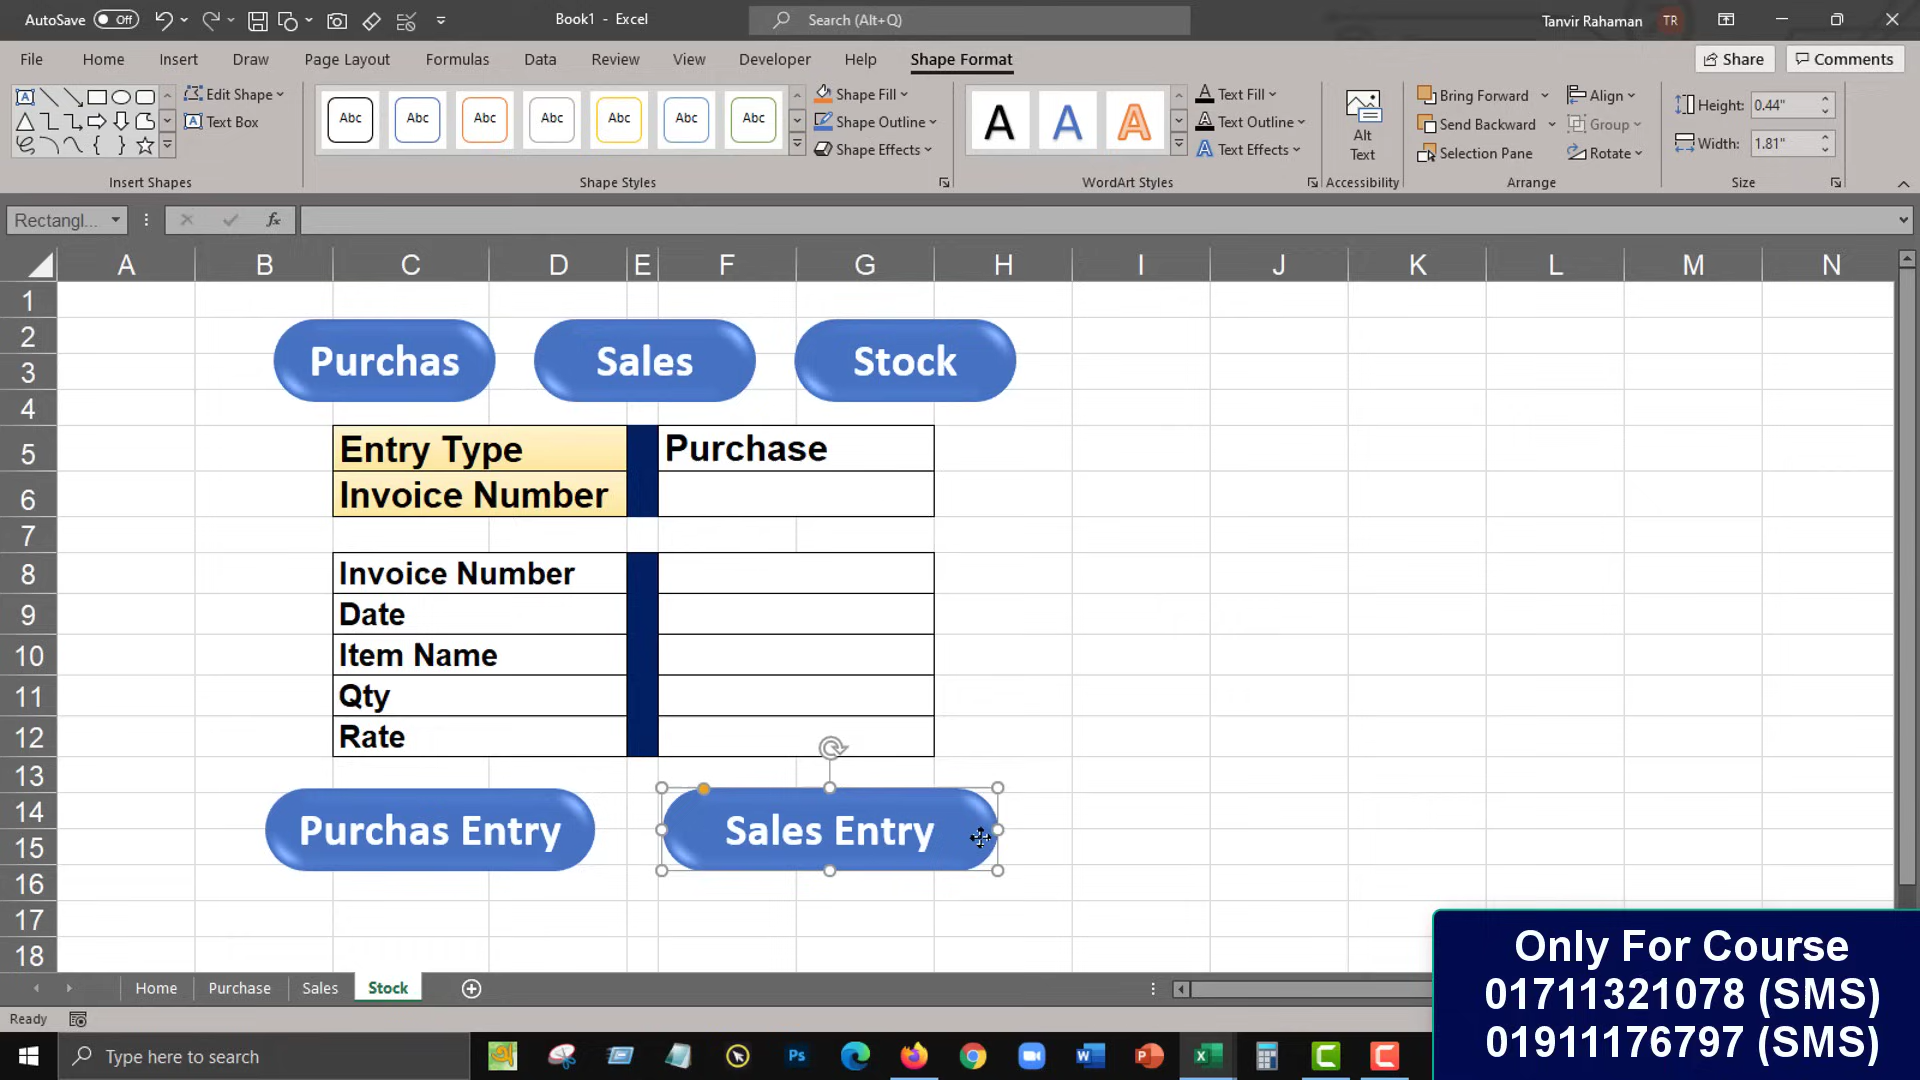 AutoSave Off Book1 - Excel Search (Alt+Q) Tanvir Rahaman TR
File Home Insert Draw Page Layout Formulas Data Review View Developer Help Shape Format Share Comments
Edit Shape
Text Box
Insert Shapes
Abc Abc Abc Abc Abc Abc Abc
Shape Fill
Shape Outline
Shape Effects
Shape Styles
A A A
Text Fill
Text Outline
Text Effects
WordArt Styles
Alt
Text
Accessibility
Bring Forward
Send Backward
Selection Pane
Align
Group
Rotate
Arrange
Height: 0.44"
Width: 1.81"
Size
Rectangl... fx
A B C D E F G H I J K L M N
1
2
3
4
5
6
7
8
9
10
11
12
13
14
15
16
17
18
Purchas Sales Stock
Entry Type Purchase
Invoice Number
Invoice Number
Date
Item Name
Qty
Rate
Purchas Entry Sales Entry
Home Purchase Sales Stock
Ready
Type here to search
Only For Course
01711321078 (SMS)
01911176797 (SMS)